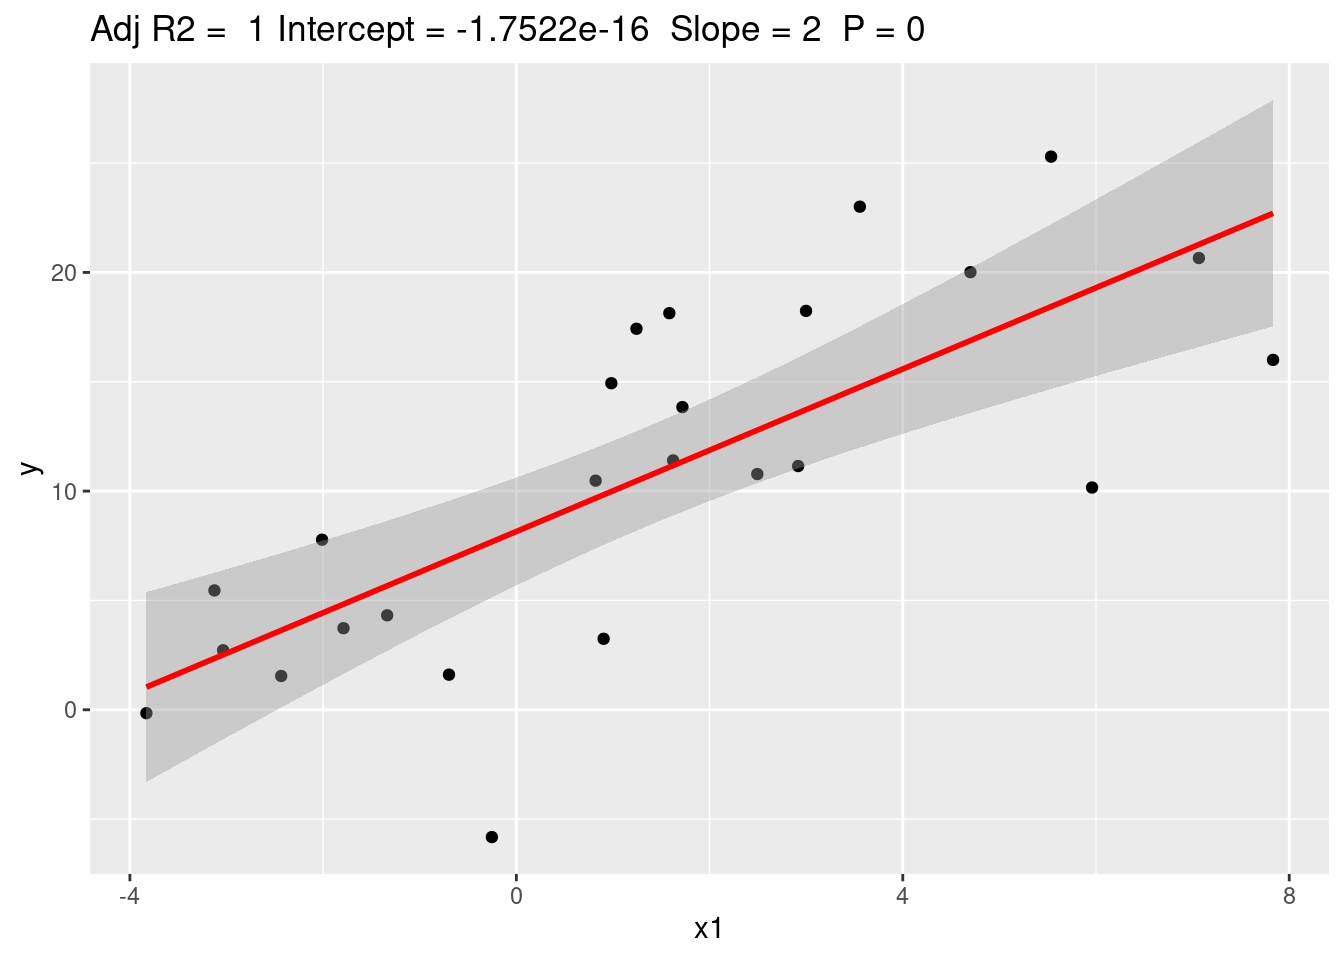 Adj R2 =  1 Intercept = -1.7522e-16  Slope = 2  P = 0
y
20
10
0
-4
0
4
8
x1